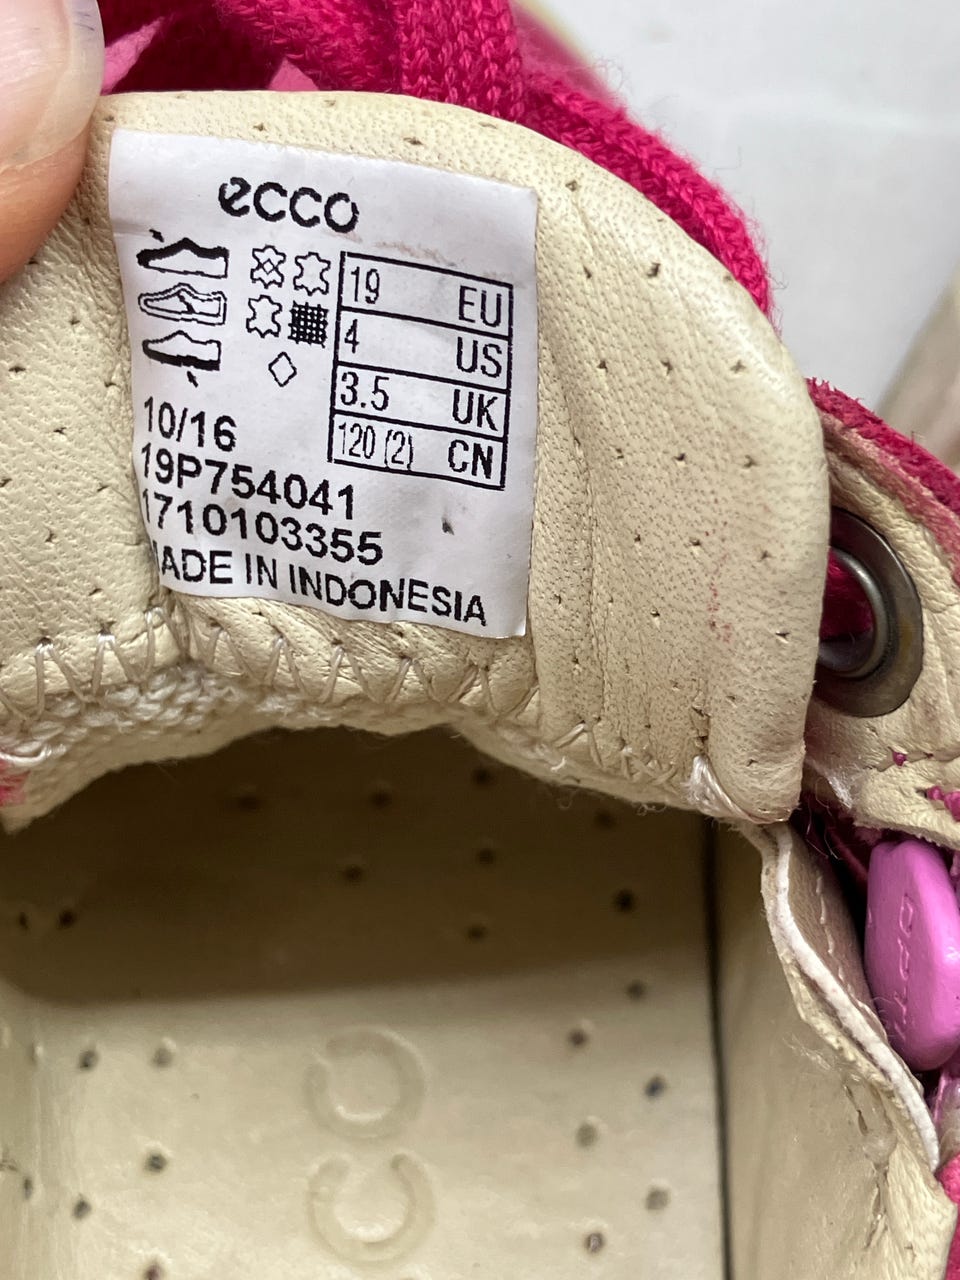 ecco
19 EU
4 US
3.5 UK
120 (2) CN
10/16
19P754041
1710103355
MADE IN INDONESIA